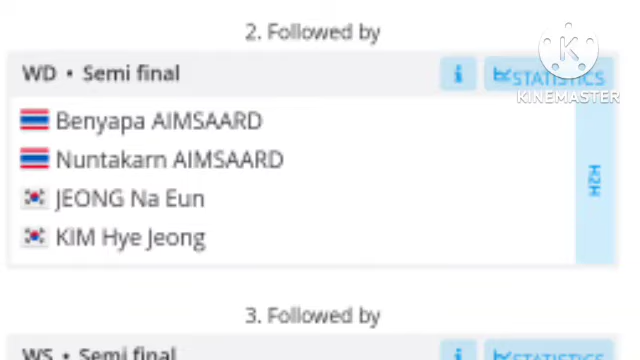 2. Followed by
WD • Semi final
i
STATISTICS
K
KINEMASTER
Benyapa AIMSAARD
Nuntakarn AIMSAARD
JEONG Na Eun
KIM Hye Jeong
H2H
3. Followed by
WS • Semi final
i
STATISTICS